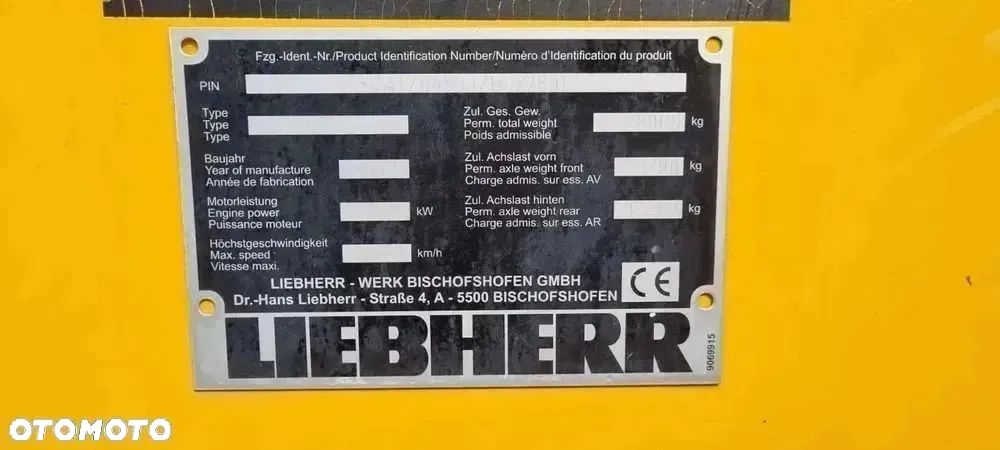 Fzg.-Ident.-Nr./Product Identification Number/Numéro d'Identification du produit
PIN
Type
Type
Type
Zul. Ges. Gew.
Perm. total weight kg
Poids admissible
Baujahr
Year of manufacture
Année de fabrication
Zul. Achslast vorn
Perm. axle weight front kg
Charge admis. sur ess. AV
Motorleistung
Engine power kW
Puissance moteur
Zul. Achslast hinten
Perm. axle weight rear kg
Charge admis. sur ess. AR
Höchstgeschwindigkeit
Max. speed km/h
Vitesse maxi.
LIEBHERR - WERK BISCHOFSHOFEN GMBH
Dr.-Hans Liebherr - Straße 4, A - 5500 BISCHOFSHOFEN
CE
LIEBHERR
9069915
OTOMOTO